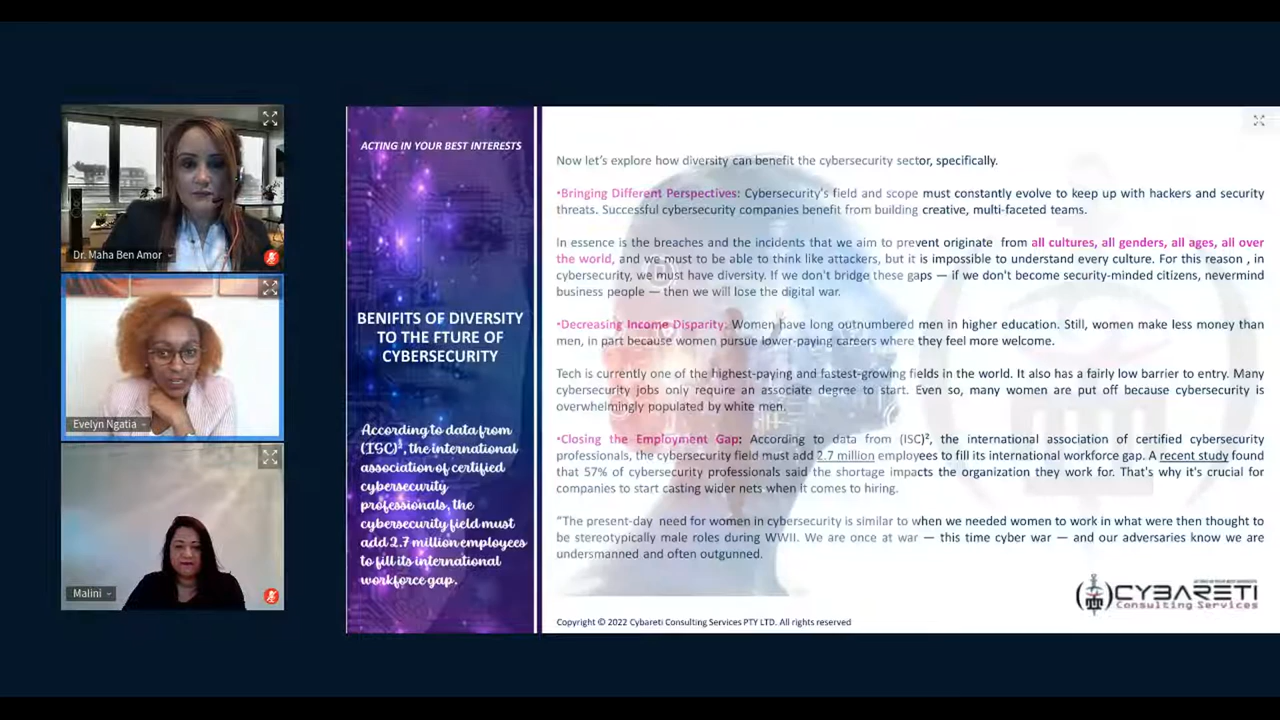 Dr. Maha Ben Amor
Evelyn Ngatia
Malini
ACTING IN YOUR BEST INTERESTS
BENIFITS OF DIVERSITY
TO THE FTURE OF
CYBERSECURITY
According to data from
(ISC)², the international
association of certified
cybersecurity
professionals, the
cybersecurity field must
add 2.7 million employees
to fill its international
workforce gap.
Now let's explore how diversity can benefit the cybersecurity sector, specifically.
•Bringing Different Perspectives: Cybersecurity's field and scope must constantly evolve to keep up with hackers and security
threats. Successful cybersecurity companies benefit from building creative, multi-faceted teams.
In essence is the breaches and the incidents that we aim to prevent originate from all cultures, all genders, all ages, all over
the world, and we must to be able to think like attackers, but it is impossible to understand every culture. For this reason , in
cybersecurity, we must have diversity. If we don't bridge these gaps — if we don't become security-minded citizens, nevermind
business people — then we will lose the digital war.
•Decreasing Income Disparity: Women have long outnumbered men in higher education. Still, women make less money than
men, in part because women pursue lower-paying careers where they feel more welcome.
Tech is currently one of the highest-paying and fastest-growing fields in the world. It also has a fairly low barrier to entry. Many
cybersecurity jobs only require an associate degree to start. Even so, many women are put off because cybersecurity is
overwhelmingly populated by white men.
•Closing the Employment Gap: According to data from (ISC)², the international association of certified cybersecurity
professionals, the cybersecurity field must add 2.7 million employees to fill its international workforce gap. A recent study found
that 57% of cybersecurity professionals said the shortage impacts the organization they work for. That's why it's crucial for
companies to start casting wider nets when it comes to hiring.
"The present-day need for women in cybersecurity is similar to when we needed women to work in what were then thought to
be stereotypically male roles during WWII. We are once at war — this time cyber war — and our adversaries know we are
undersmanned and often outgunned.
CYBARETI
Consulting Services
Copyright © 2022 Cybareti Consulting Services PTY LTD. All rights reserved